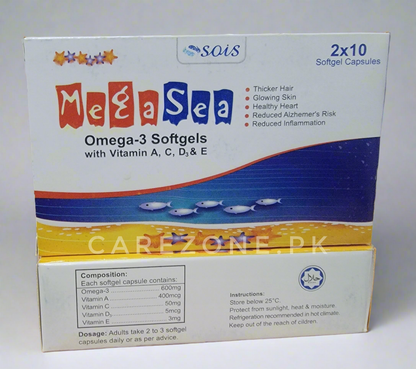 sois
2x10
Softgel Capsules
MegaSea
Omega-3 Softgels
with Vitamin A, C, D3 & E
• Thicker Hair
• Glowing Skin
• Healthy Heart
• Reduced Alzhemer's Risk
• Reduced Inflammation
CAREZONE.PK
Composition:
Each softgel capsule contains:
Omega-3 600mg
Vitamin A 400mcg
Vitamin C 50mg
Vitamin D3 5mcg
Vitamin E 3mg
Dosage: Adults take 2 to 3 softgel
capsules daily or as per advice.
Instructions:
Store below 25°C.
Protect from sunlight, heat & moisture.
Refrigeration recommended in hot climate.
Keep out of the reach of cildren.
حلال